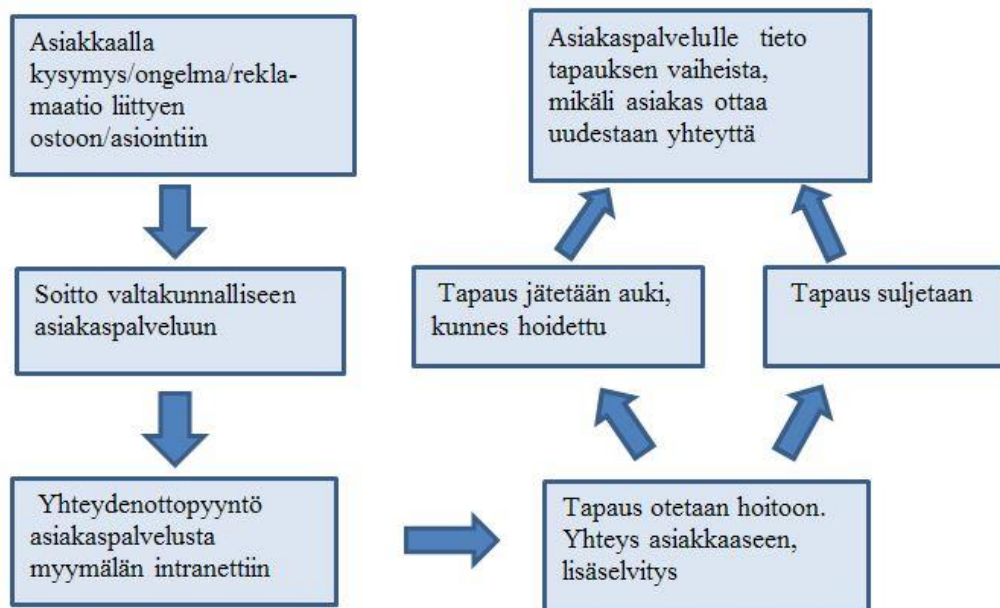 Asiakkaalla
kysymys/ongelma/rekla-
maatio liittyen
ostoon/asiointiin
Soitto valtakunnalliseen
asiakaspalveluun
Yhteydenottopyyntö
asiakaspalvelusta
myymälän intranettiin
Tapaus otetaan hoitoon.
Yhteys asiakkaaseen,
lisäselvitys
Tapaus jätetään auki,
kunnes hoidettu
Tapaus suljetaan
Asiakaspalvelulle tieto
tapauksen vaiheista,
mikäli asiakas ottaa
uudestaan yhteyttä